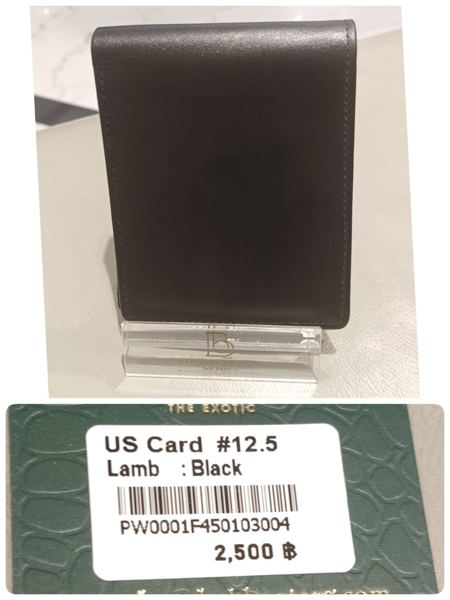 B
THE EXOTIC
US Card #12.5
Lamb : Black
PW0001F450103004
2,500 ฿